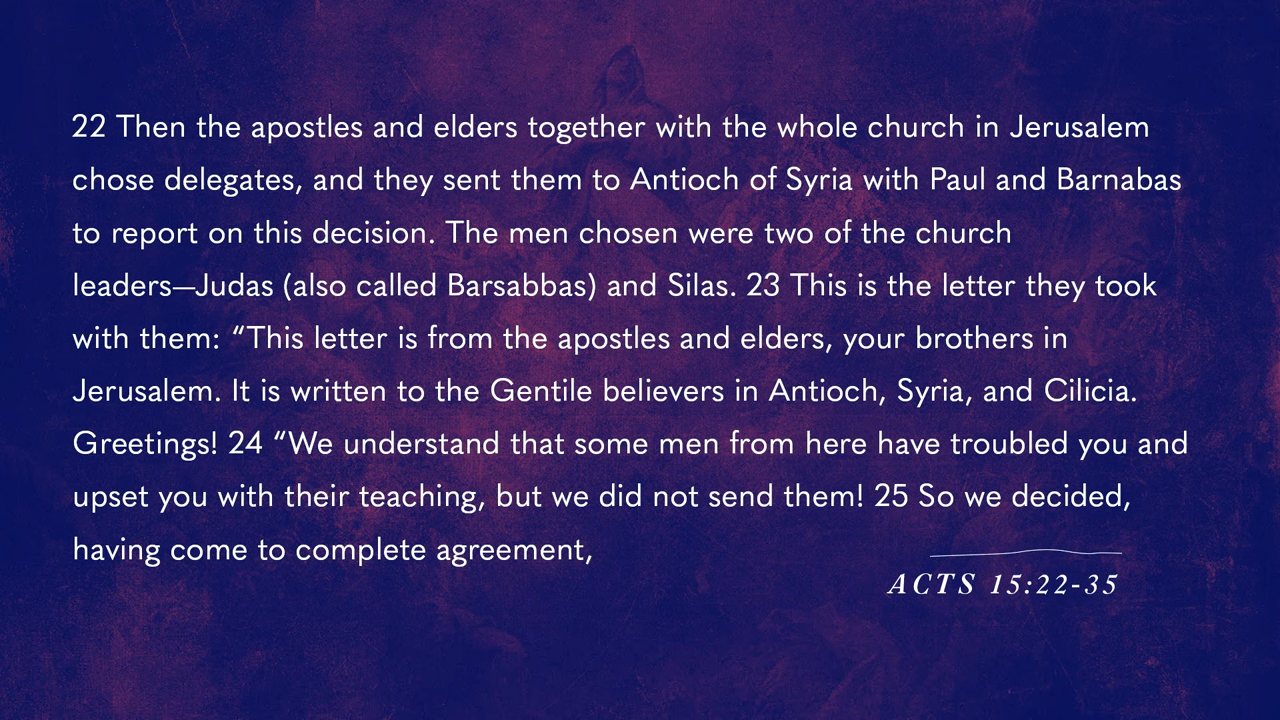 22 Then the apostles and elders together with the whole church in Jerusalem
chose delegates, and they sent them to Antioch of Syria with Paul and Barnabas
to report on this decision. The men chosen were two of the church
leaders—Judas (also called Barsabbas) and Silas. 23 This is the letter they took
with them: “This letter is from the apostles and elders, your brothers in
Jerusalem. It is written to the Gentile believers in Antioch, Syria, and Cilicia.
Greetings! 24 “We understand that some men from here have troubled you and
upset you with their teaching, but we did not send them! 25 So we decided,
having come to complete agreement,
ACTS 15:22-35